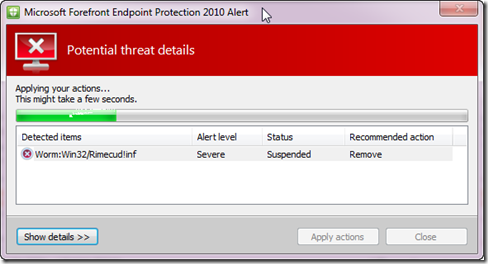 Microsoft Forefront Endpoint Protection 2010 Alert
Potential threat details
Applying your actions...
This might take a few seconds.
Detected items Alert level Status Recommended action
Worm:Win32/Rimecud!inf Severe Suspended Remove
Show details >> Apply actions Close